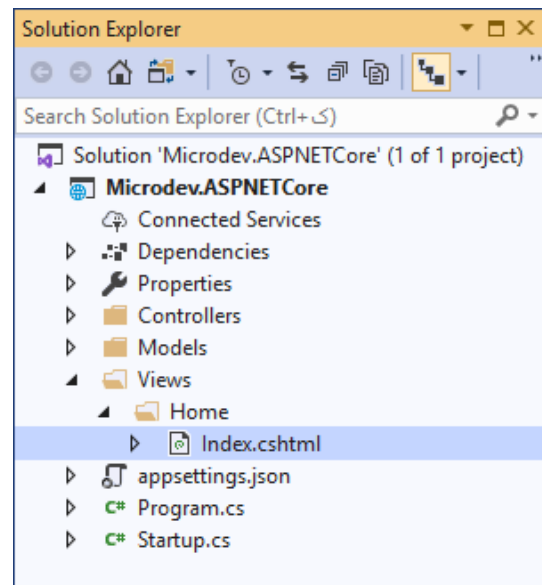 Solution Explorer
Search Solution Explorer (Ctrl+ک)
Solution 'Microdev.ASPNETCore' (1 of 1 project)
Microdev.ASPNETCore
Connected Services
Dependencies
Properties
Controllers
Models
Views
Home
Index.cshtml
appsettings.json
C# Program.cs
C# Startup.cs